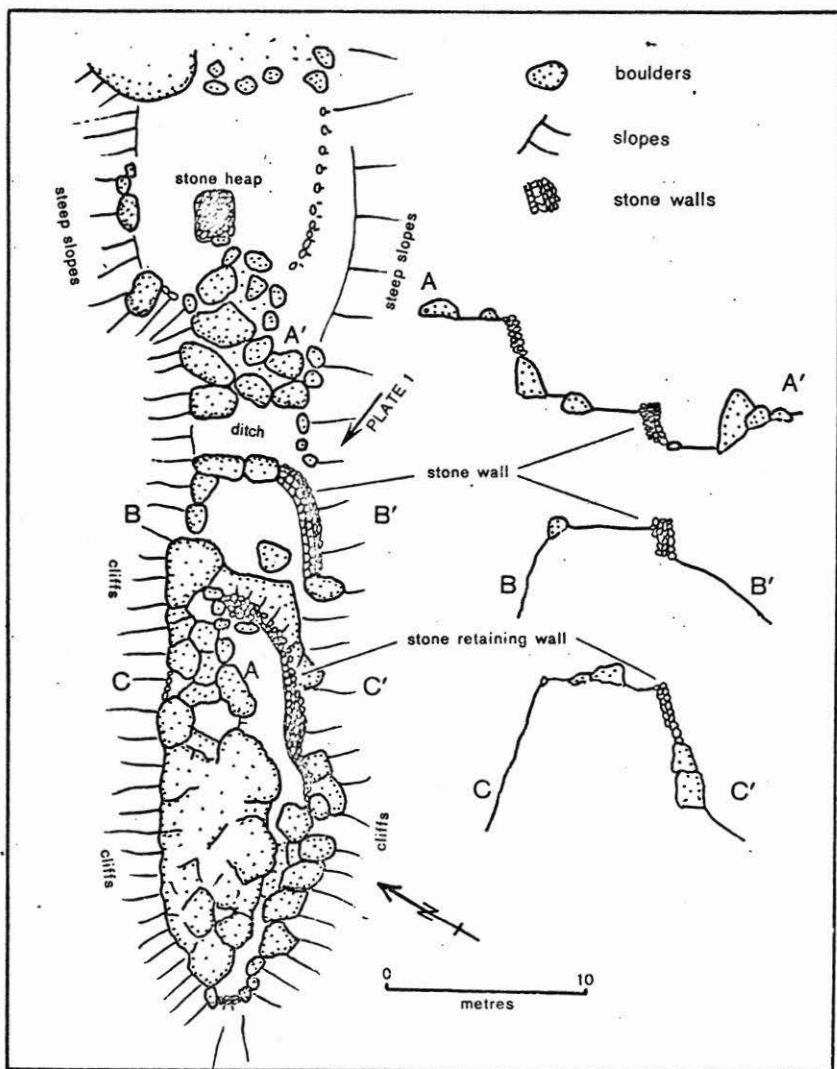 boulders
slopes
stone walls
stone heap
steep slopes
steep slopes
A'
ditch
PLATE 1
B
B'
cliffs
C
A
C'
cliffs
cliffs
A
A'
stone wall
B
B'
stone retaining wall
C
C'
N
0
10
metres